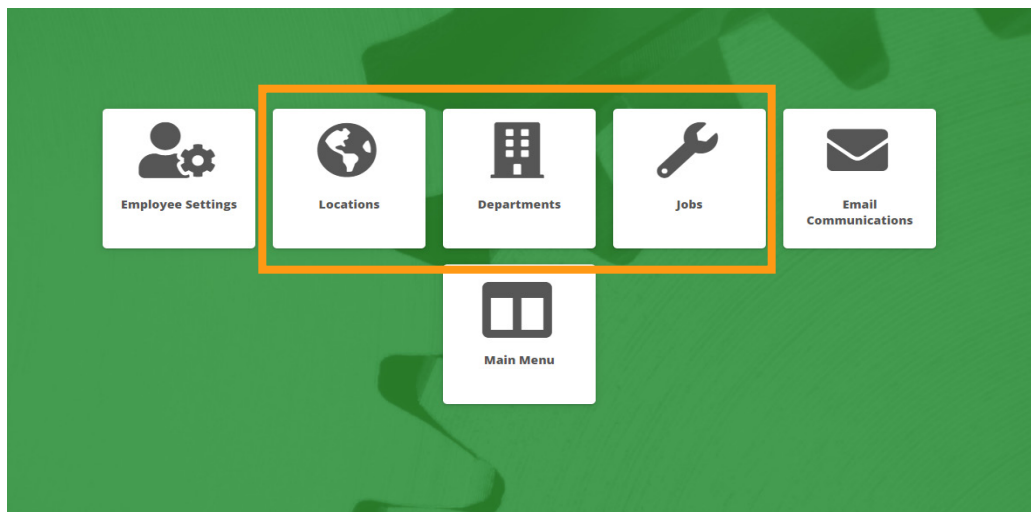 Employee Settings
Locations
Departments
Jobs
Email
Communications
Main Menu